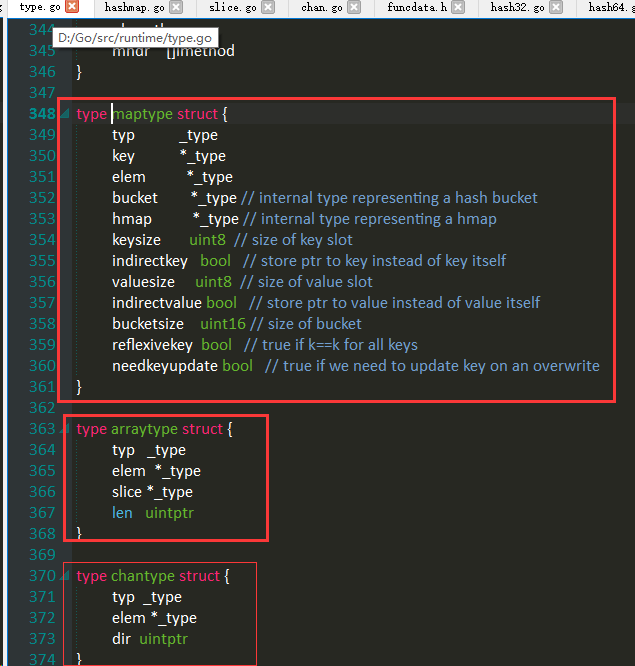 type.go hashmap.go slice.go chan.go funcdata.h hash32.go hash64.g
344
D:/Go/src/runtime/type.go
345 mhdr []imethod
346 }
347
348 type maptype struct {
349 typ _type
350 key *_type
351 elem *_type
352 bucket *_type // internal type representing a hash bucket
353 hmap *_type // internal type representing a hmap
354 keysize uint8 // size of key slot
355 indirectkey bool // store ptr to key instead of key itself
356 valuesize uint8 // size of value slot
357 indirectvalue bool // store ptr to value instead of value itself
358 bucketsize uint16 // size of bucket
359 reflexivekey bool // true if k==k for all keys
360 needkeyupdate bool // true if we need to update key on an overwrite
361 }
362
363 type arraytype struct {
364 typ _type
365 elem *_type
366 slice *_type
367 len uintptr
368 }
369
370 type chantype struct {
371 typ _type
372 elem *_type
373 dir uintptr
374 }